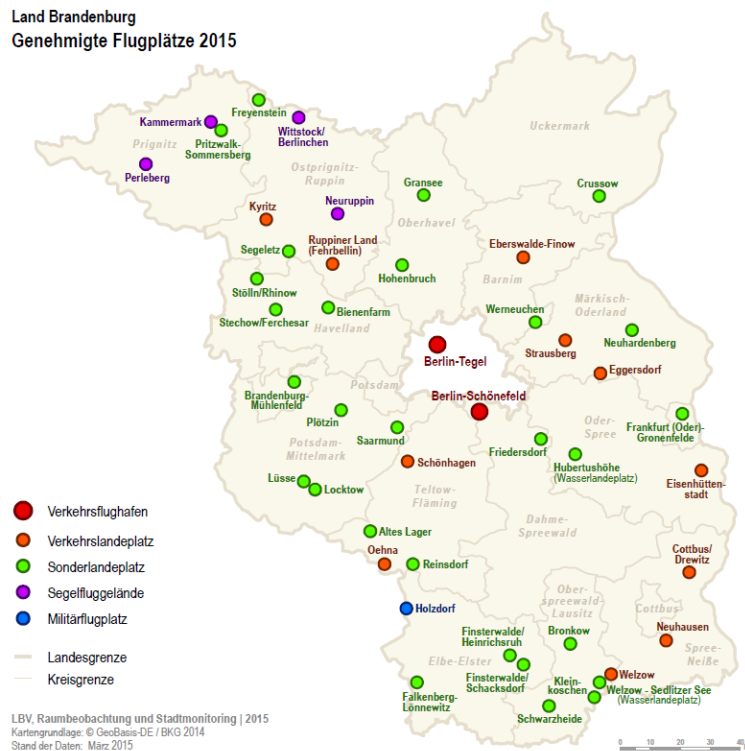 Land Brandenburg
Genehmigte Flugplätze 2015
Freyenstein
Kammermark
Wittstock/
Berlinchen
Uckermark
Prignitz
Pritzwalk-
Sommersberg
Perleberg
Ostprignitz-
Ruppin
Gransee
Crussow
Kyritz
Neuruppin
Oberhavel
Ruppiner Land
(Fehrbellin)
Eberswalde-Finow
Segeletz
Hohenbruch
Barnim
Stölln/Rhinow
Märkisch-
Oderland
Bienenfarm
Werneuchen
Stechow/Ferchesar
Havelland
Neuhardenberg
Strausberg
Berlin-Tegel
Eggersdorf
Potsdam
Berlin-Schönefeld
Brandenburg-
Mühlenfeld
Plötzin
Oder-
Spree
Frankfurt (Oder)-
Gronenfelde
Saarmund
Potsdam-
Mittelmark
Friedersdorf
Schönhagen
Hubertushöhe
(Wasserlandeplatz)
Lüsse
Locktow
Teltow-
Fläming
Eisenhütten-
stadt
Verkehrsflughafen
Verkehrslandeplatz
Sonderlandeplatz
Segelfluggelände
Militärflugplatz
Landesgrenze
Kreisgrenze
Dahme-
Spreewald
Altes Lager
Oehna
Reinsdorf
Cottbus/
Drewitz
Holzdorf
Ober-
spreewald-
Lausitz
Cottbus
Finsterwalde/
Heinrichsruh
Bronkow
Neuhausen
Elbe-Elster
Spree-
Neiße
Finsterwalde/
Schacksdorf
Klein-
koschen
Welzow
Falkenberg-
Lönnewitz
Welzow - Sedlitzer See
(Wasserlandeplatz)
Schwarzheide
LBV, Raumbeobachtung und Stadtmonitoring | 2015
Kartengrundlage: © GeoBasis-DE / BKG 2014
Stand der Daten: März 2015
0 10 20 30 40